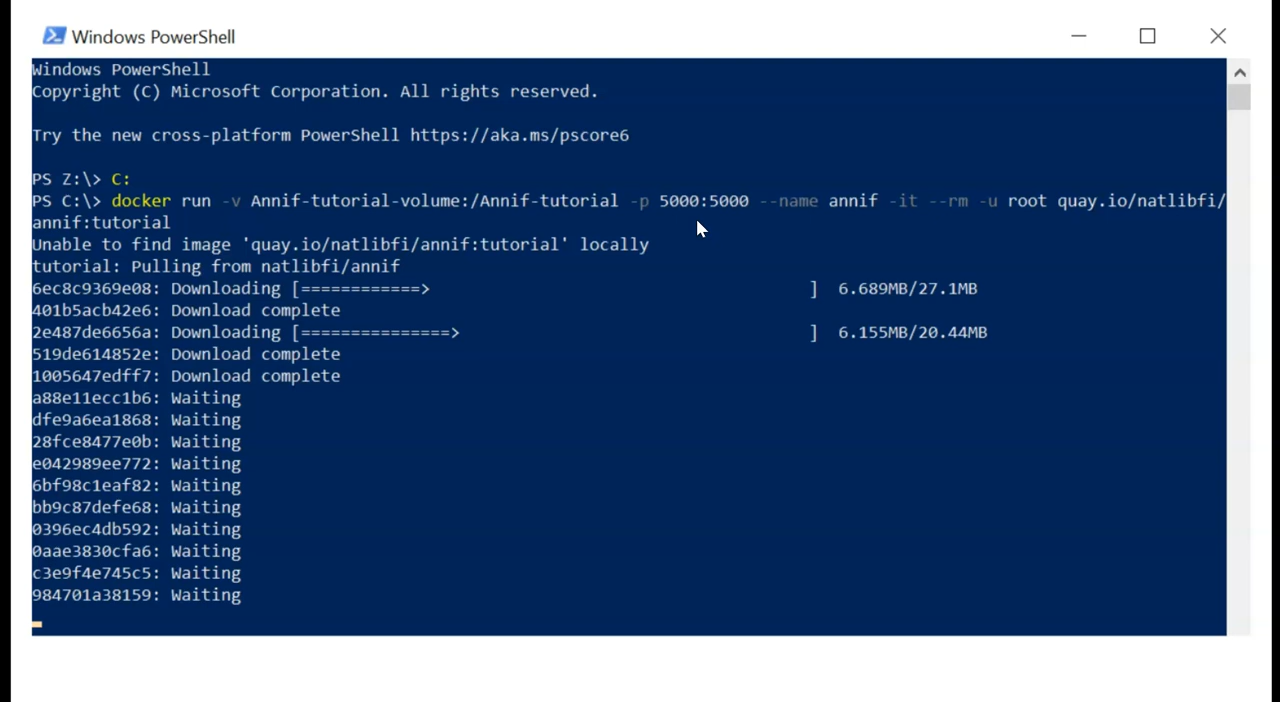 Windows PowerShell
Windows PowerShell
Copyright (C) Microsoft Corporation. All rights reserved.
Try the new cross-platform PowerShell https://aka.ms/pscore6
PS Z:\> C:
PS C:\> docker run -v Annif-tutorial-volume:/Annif-tutorial -p 5000:5000 --name annif -it --rm -u root quay.io/natlibfi/
annif:tutorial
Unable to find image 'quay.io/natlibfi/annif:tutorial' locally
tutorial: Pulling from natlibfi/annif
6ec8c9369e08: Downloading [============>                                      ]  6.689MB/27.1MB
401b5acb42e6: Download complete
2e487de6656a: Downloading [===============>                                   ]  6.155MB/20.44MB
519de614852e: Download complete
1005647edff7: Download complete
a88e11ecc1b6: Waiting
dfe9a6ea1868: Waiting
28fce8477e0b: Waiting
e042989ee772: Waiting
6bf98c1eaf82: Waiting
bb9c87defe68: Waiting
0396ec4db592: Waiting
0aae3830cfa6: Waiting
c3e9f4e745c5: Waiting
984701a38159: Waiting